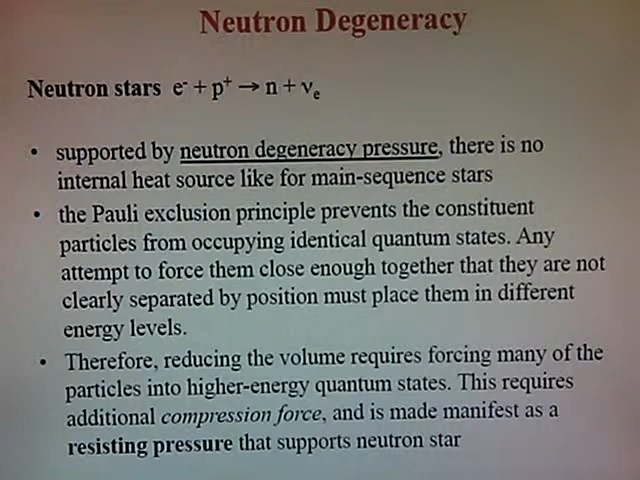 Neutron Degeneracy
Neutron stars e⁻ + p⁺ → n + νₑ
• supported by neutron degeneracy pressure, there is no
internal heat source like for main-sequence stars
• the Pauli exclusion principle prevents the constituent
particles from occupying identical quantum states. Any
attempt to force them close enough together that they are not
clearly separated by position must place them in different
energy levels.
• Therefore, reducing the volume requires forcing many of the
particles into higher-energy quantum states. This requires
additional compression force, and is made manifest as a
resisting pressure that supports neutron star